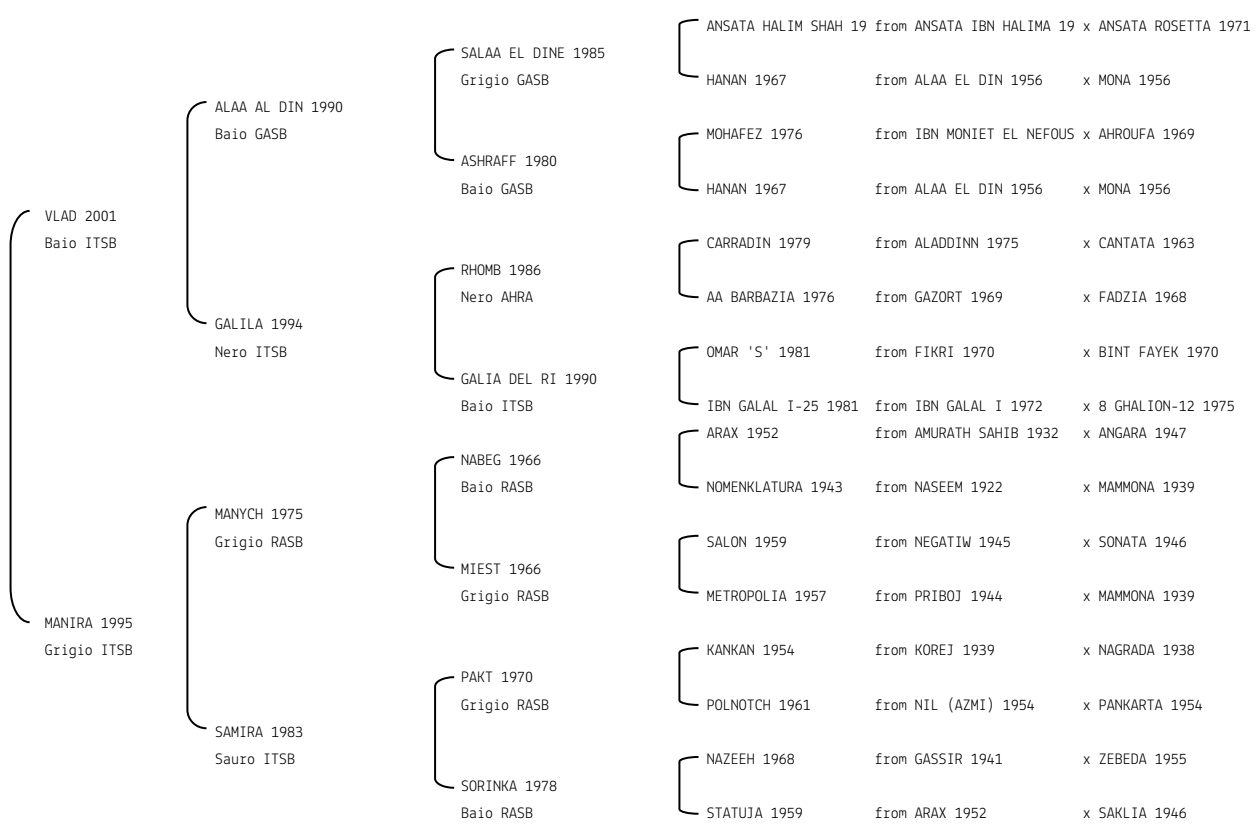 ANSATA HALIM SHAH 19 from ANSATA IBN HALIMA 19 x ANSATA ROSETTA 1971
SALAA EL DINE 1985
Grigio GASB
HANAN 1967 from ALAA EL DIN 1956 x MONA 1956
ALAA AL DIN 1990
Baio GASB
MOHAFEZ 1976 from IBN MONIET EL NEFOUS x AHROUFA 1969
ASHRAFF 1980
Baio GASB
HANAN 1967 from ALAA EL DIN 1956 x MONA 1956
VLAD 2001
Baio ITSB
CARRADIN 1979 from ALADDINN 1975 x CANTATA 1963
RHOMB 1986
Nero AHRA
AA BARBAZIA 1976 from GAZORT 1969 x FADZIA 1968
GALILA 1994
Nero ITSB
OMAR 'S' 1981 from FIKRI 1970 x BINT FAYEK 1970
GALIA DEL RI 1990
Baio ITSB
IBN GALAL I-25 1981 from IBN GALAL I 1972 x 8 GHALION-12 1975
ARAX 1952 from AMURATH SAHIB 1932 x ANGARA 1947
NABEG 1966
Baio RASB
NOMENKLATURA 1943 from NASEEM 1922 x MAMMONA 1939
MANYCH 1975
Grigio RASB
SALON 1959 from NEGATIW 1945 x SONATA 1946
MIEST 1966
Grigio RASB
METROPOLIA 1957 from PRIBOJ 1944 x MAMMONA 1939
MANIRA 1995
Grigio ITSB
KANKAN 1954 from KOREJ 1939 x NAGRADA 1938
PAKT 1970
Grigio RASB
POLNOTCH 1961 from NIL (AZMI) 1954 x PANKARTA 1954
SAMIRA 1983
Sauro ITSB
NAZEEH 1968 from GASSIR 1941 x ZEBEDA 1955
SORINKA 1978
Baio RASB
STATUJA 1959 from ARAX 1952 x SAKLIA 1946